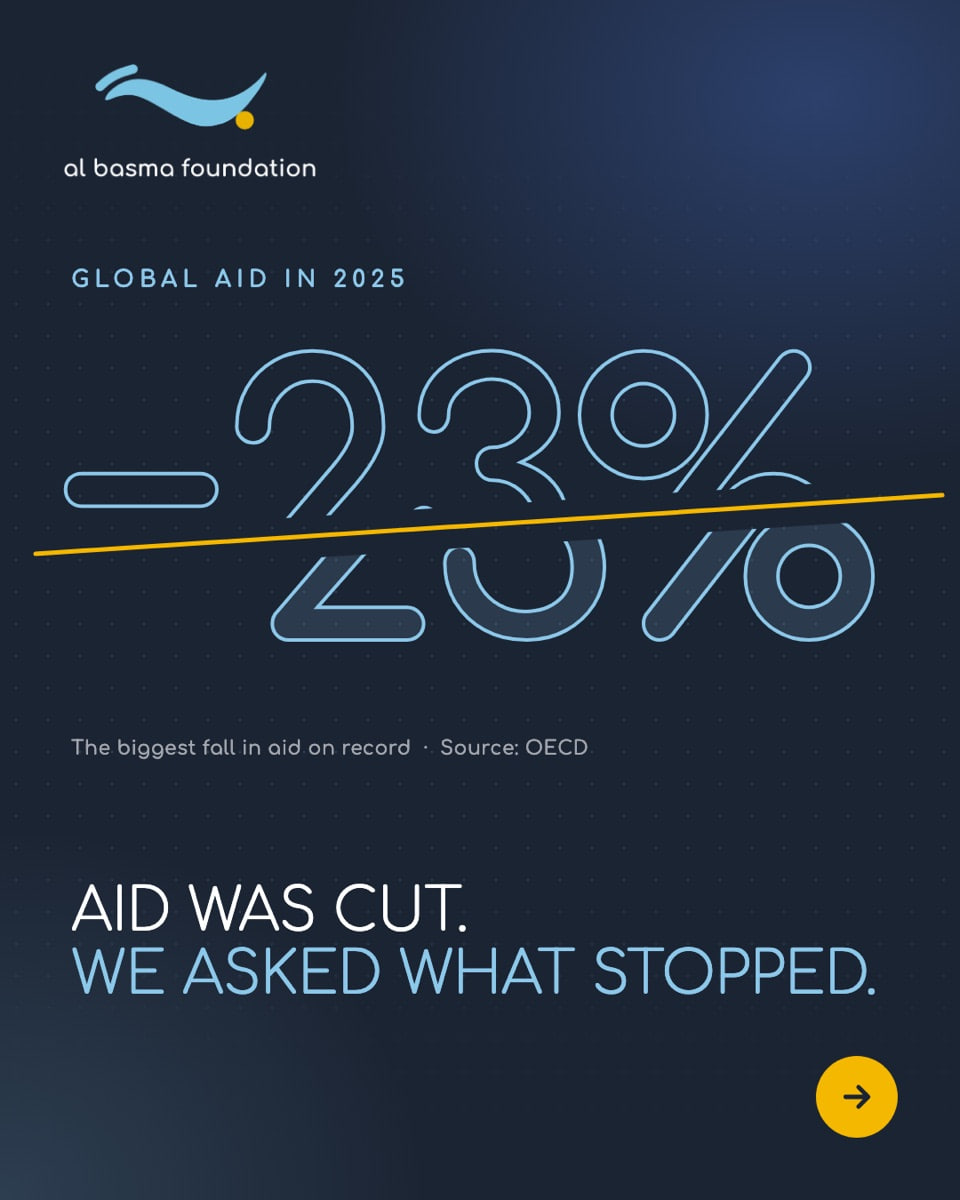 al basma foundation
GLOBAL AID IN 2025
−23%
The biggest fall in aid on record · Source: OECD
AID WAS CUT.
WE ASKED WHAT STOPPED.